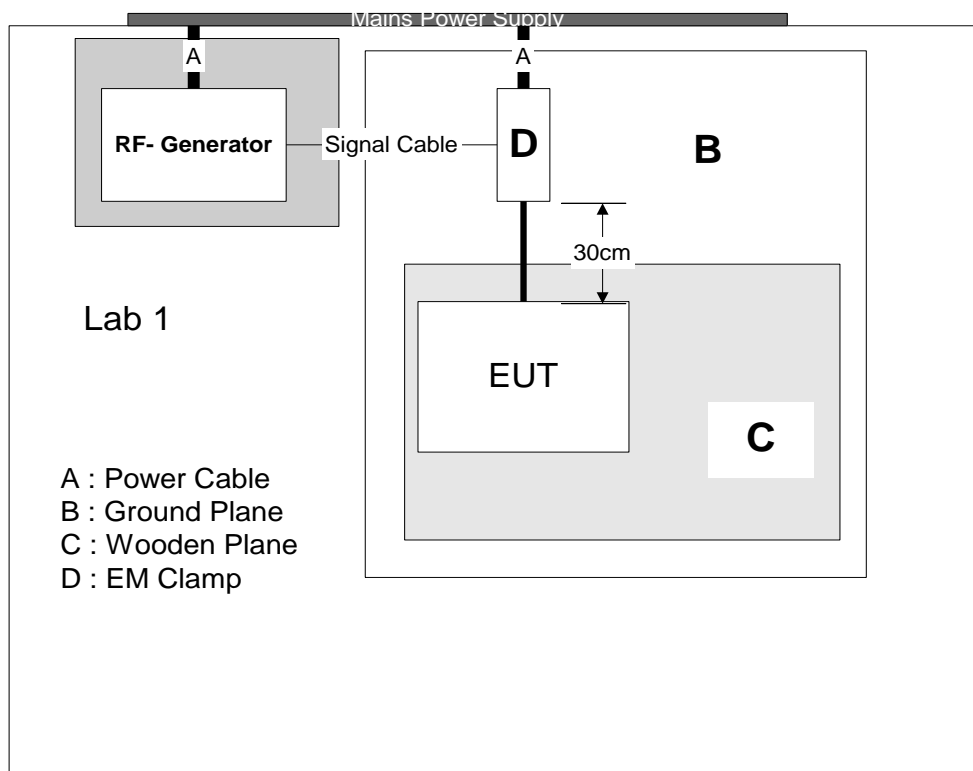 Mains Power Supply
A
A
RF- Generator
Signal Cable
D
B
30cm
Lab 1
EUT
C
A : Power Cable
B : Ground Plane
C : Wooden Plane
D : EM Clamp